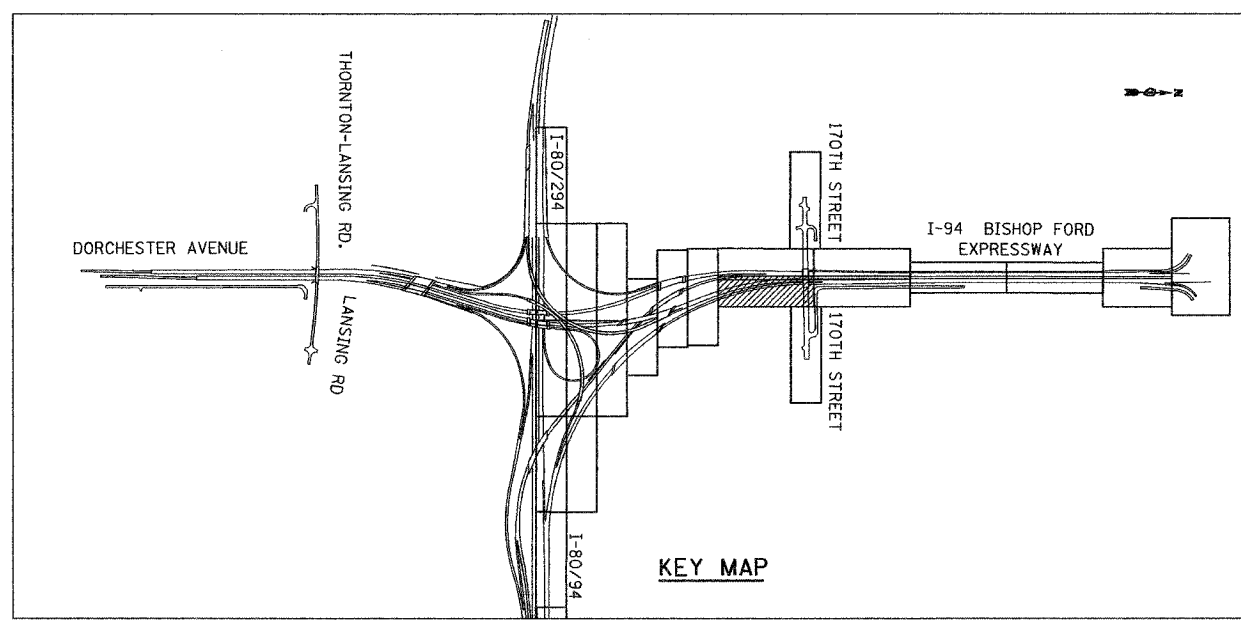 THORNTON-LANSING RD.
I-80/294
170TH STREET
N
DORCHESTER AVENUE
I-94 BISHOP FORD
EXPRESSWAY
LANSING RD
170TH STREET
I-80/94
KEY MAP